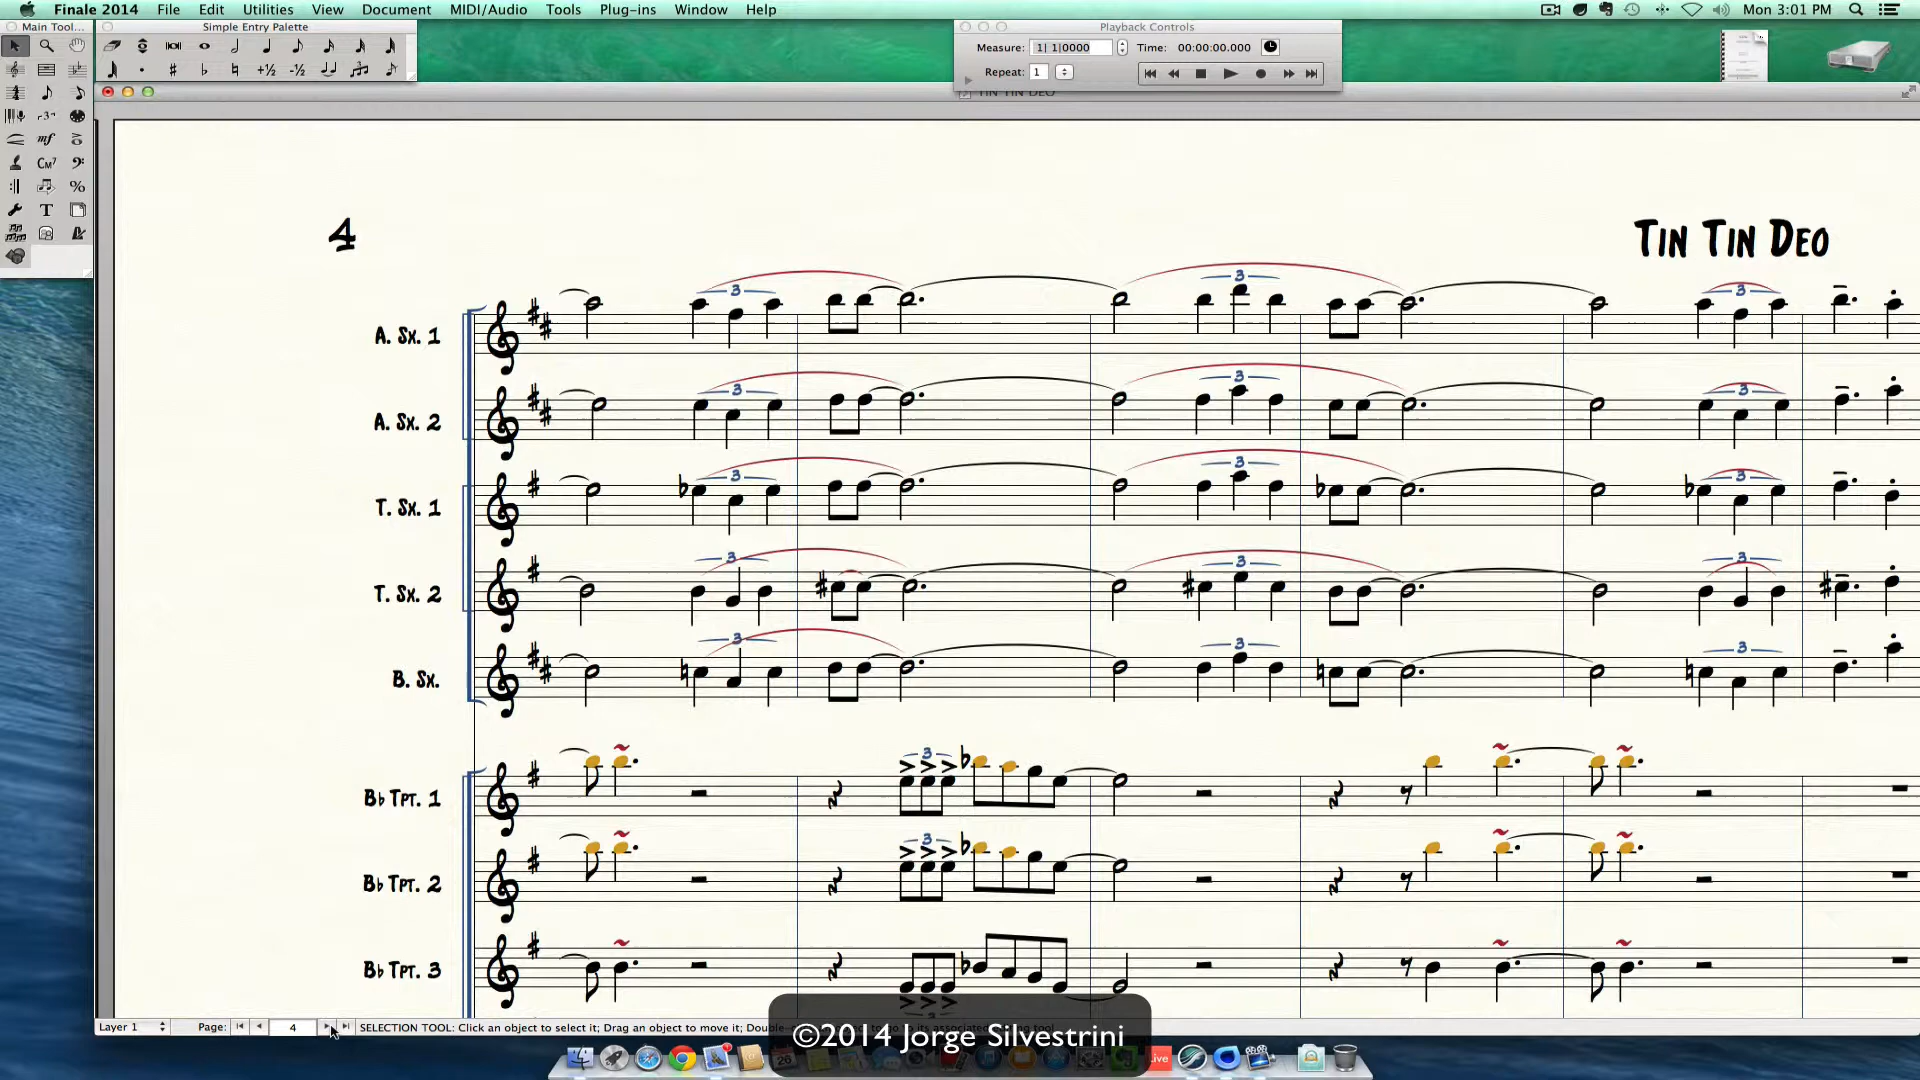 Finale 2014 File Edit Utilities View Document MIDI/Audio Tools Plug-ins Window Help Mon 3:01 PM
Main Tool... Simple Entry Palette Playback Controls
Measure: 1| 1|0000 Time: 00:00:00.000
Repeat: 1
TIN TIN DEO
4 Tin Tin Deo
A. Sx. 1
A. Sx. 2
T. Sx. 1
T. Sx. 2
B. Sx.
B♭ Tpt. 1
B♭ Tpt. 2
B♭ Tpt. 3
Layer 1 Page: 4 SELECTION TOOL: Click an object to select it; Drag an object to move it;
©2014 Jorge Silvestrini